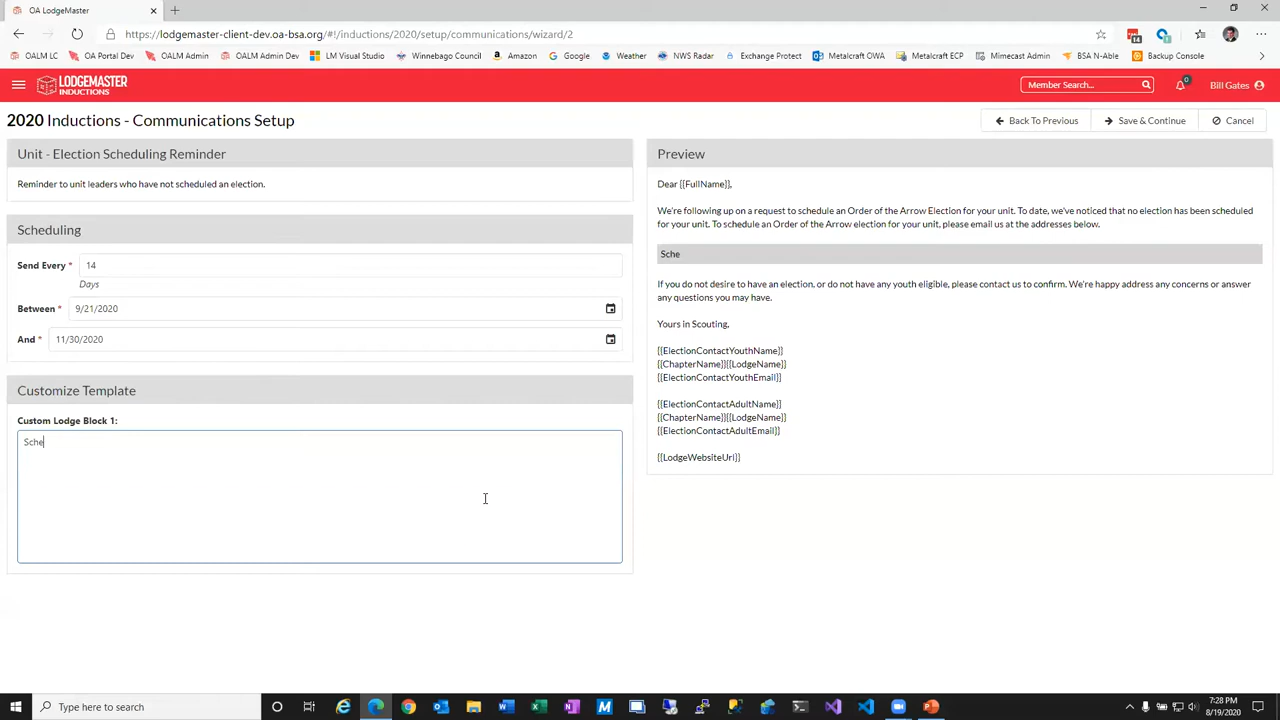 OA LodgeMaster
https://lodgemaster-client-dev.oa-bsa.org/#!/inductions/2020/setup/communications/wizard/2
14
OALM LC
OA Portal Dev
OALM Admin
OALM Admin Dev
LM Visual Studio
Winnebago Council
Amazon
Google
Weather
NWS Radar
Exchange Protect
Metalcraft OWA
Metalcraft ECP
Mimecast Admin
BSA N-Able
Backup Console
LODGEMASTER
INDUCTIONS
Member Search...
0
Bill Gates
2020 Inductions - Communications Setup
Back To Previous
Save & Continue
Cancel
Unit - Election Scheduling Reminder
Reminder to unit leaders who have not scheduled an election.
Scheduling
Send Every * 14
Days
Between * 9/21/2020
And * 11/30/2020
Customize Template
Custom Lodge Block 1:
Sche
Preview
Dear {{FullName}},
We're following up on a request to schedule an Order of the Arrow Election for your unit. To date, we've noticed that no election has been scheduled
for your unit. To schedule an Order of the Arrow election for your unit, please email us at the addresses below.
Sche
If you do not desire to have an election, or do not have any youth eligible, please contact us to confirm. We're happy address any concerns or answer
any questions you may have.
Yours in Scouting,
{{ElectionContactYouthName}}
{{ChapterName}}{{LodgeName}}
{{ElectionContactYouthEmail}}
{{ElectionContactAdultName}}
{{ChapterName}}{{LodgeName}}
{{ElectionContactAdultEmail}}
{{LodgeWebsiteUrl}}
Type here to search
7:28 PM
8/19/2020